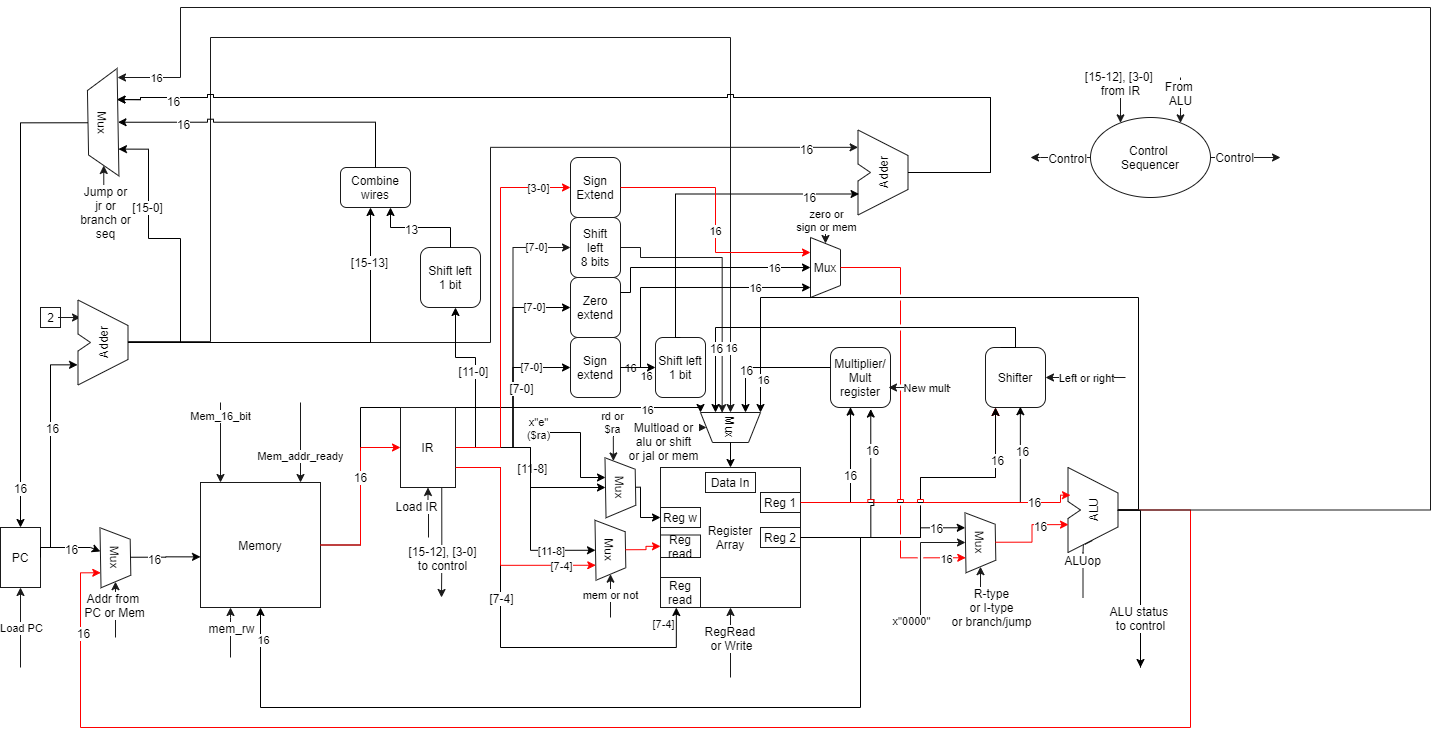 16
16
16
Mux
Jump or
jr or
branch or
seq
[15-0]
Combine
wires
13
[15-13]
Shift left
1 bit
[11-0]
2
Adder
16
16
[3-0]
Sign
Extend
[7-0]
Shift
left
8 bits
[7-0]
Zero
extend
[7-0]
Sign
extend
[7-0]
16
16
Shift left
1 bit
16
16
Adder
16
zero or
sign or mem
Mux
16
16
[15-12], [3-0]
from IR
From
ALU
Control
Control
Sequencer
Control
16
16
16
16
16
Multiplier/
Mult
register
New mult
Shifter
Left or right
Mem_16_bit
Mem_addr_ready
16
IR
Load IR
[15-12], [3-0]
to control
x"e"
($ra)
rd or
$ra
Multload or
alu or shift
or jal or mem
Mux
[11-8]
Mux
Data In
Reg w
Reg
read
Reg
read
Register
Array
Reg 1
Reg 2
RegRead
or Write
[11-8]
[7-4]
Mux
mem or not
[7-4]
[7-4]
16
16
16
16
16
16
16
16
Mux
x"0000"
R-type
or I-type
or branch/jump
ALU
ALUop
ALU status
to control
PC
Load PC
16
Mux
Addr from
PC or Mem
16
16
Memory
mem_rw
16